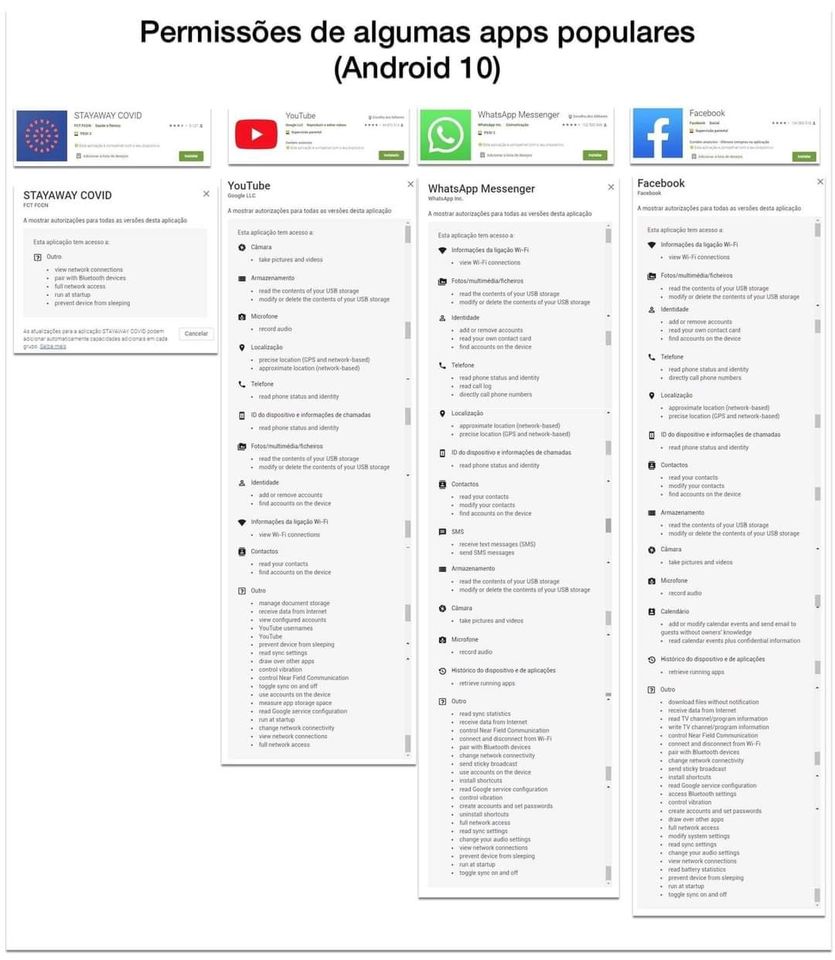 Permissões de algumas apps populares
(Android 10)
STAYAWAY COVID
FCT FCCN Saúde e fitness
PEGI 3
Esta aplicação é compatível com o seu dispositivo.
Adicionar à lista de desejos
Instalar
STAYAWAY COVID
FCT FCCN
A mostrar autorizações para todas as versões desta aplicação
Esta aplicação tem acesso a:
Outro
view network connections
pair with Bluetooth devices
full network access
run at startup
prevent device from sleeping
As atualizações para a aplicação STAYAWAY COVID podem
adicionar automaticamente capacidades adicionais em cada
grupo. Saiba mais
Cancelar
YouTube
Google LLC Reprodutores e editores de vídeo
Escolha dos Editores
Supervisão parental
Contém anúncios
Esta aplicação é compatível com o seu dispositivo.
Adicionar à lista de desejos
Instalado
YouTube
Google LLC
A mostrar autorizações para todas as versões desta aplicação
Esta aplicação tem acesso a:
Câmara
take pictures and videos
Armazenamento
read the contents of your USB storage
modify or delete the contents of your USB storage
Microfone
record audio
Localização
precise location (GPS and network-based)
approximate location (network-based)
Telefone
read phone status and identity
ID do dispositivo e informações de chamadas
read phone status and identity
Fotos/multimédia/ficheiros
read the contents of your USB storage
modify or delete the contents of your USB storage
Identidade
add or remove accounts
find accounts on the device
Informações da ligação Wi-Fi
view Wi-Fi connections
Contactos
read your contacts
find accounts on the device
Outro
manage document storage
receive data from Internet
view configured accounts
YouTube usernames
YouTube
prevent device from sleeping
read sync settings
draw over other apps
control vibration
control Near Field Communication
toggle sync on and off
use accounts on the device
measure app storage space
read Google service configuration
run at startup
change network connectivity
view network connections
full network access
WhatsApp Messenger
WhatsApp Inc. Comunicação
Escolha dos Editores
PEGI 3
Esta aplicação é compatível com o seu dispositivo.
Adicionar à lista de desejos
Instalar
WhatsApp Messenger
WhatsApp Inc.
A mostrar autorizações para todas as versões desta aplicação
Esta aplicação tem acesso a:
Informações da ligação Wi-Fi
view Wi-Fi connections
Fotos/multimédia/ficheiros
read the contents of your USB storage
modify or delete the contents of your USB storage
Identidade
add or remove accounts
read your own contact card
find accounts on the device
Telefone
read phone status and identity
read call log
directly call phone numbers
Localização
approximate location (network-based)
precise location (GPS and network-based)
ID do dispositivo e informações de chamadas
read phone status and identity
Contactos
read your contacts
modify your contacts
find accounts on the device
SMS
receive text messages (SMS)
send SMS messages
Armazenamento
read the contents of your USB storage
modify or delete the contents of your USB storage
Câmara
take pictures and videos
Microfone
record audio
Histórico do dispositivo e de aplicações
retrieve running apps
Outro
read sync statistics
receive data from Internet
control Near Field Communication
connect and disconnect from Wi-Fi
pair with Bluetooth devices
change network connectivity
send sticky broadcast
use accounts on the device
install shortcuts
read Google service configuration
control vibration
create accounts and set passwords
uninstall shortcuts
full network access
read sync settings
change your audio settings
view network connections
prevent device from sleeping
run at startup
toggle sync on and off
Facebook
Facebook Social
Supervisão parental
Contém anúncios · Oferece compras na aplicação
Esta aplicação é compatível com o seu dispositivo.
Adicionar à lista de desejos
Instalar
Facebook
Facebook
A mostrar autorizações para todas as versões desta aplicação
Esta aplicação tem acesso a:
Informações da ligação Wi-Fi
view Wi-Fi connections
Fotos/multimédia/ficheiros
read the contents of your USB storage
modify or delete the contents of your USB storage
Identidade
add or remove accounts
read your own contact card
find accounts on the device
Telefone
read phone status and identity
directly call phone numbers
Localização
approximate location (network-based)
precise location (GPS and network-based)
ID do dispositivo e informações de chamadas
read phone status and identity
Contactos
read your contacts
modify your contacts
find accounts on the device
Armazenamento
read the contents of your USB storage
modify or delete the contents of your USB storage
Câmara
take pictures and videos
Microfone
record audio
Calendário
add or modify calendar events and send email to
guests without owners' knowledge
read calendar events plus confidential information
Histórico do dispositivo e de aplicações
retrieve running apps
Outro
download files without notification
receive data from Internet
read TV channel/program information
write TV channel/program information
control Near Field Communication
connect and disconnect from Wi-Fi
pair with Bluetooth devices
change network connectivity
send sticky broadcast
install shortcuts
read Google service configuration
access Bluetooth settings
control vibration
create accounts and set passwords
draw over other apps
full network access
modify system settings
read sync settings
change your audio settings
view network connections
read battery statistics
prevent device from sleeping
run at startup
toggle sync on and off